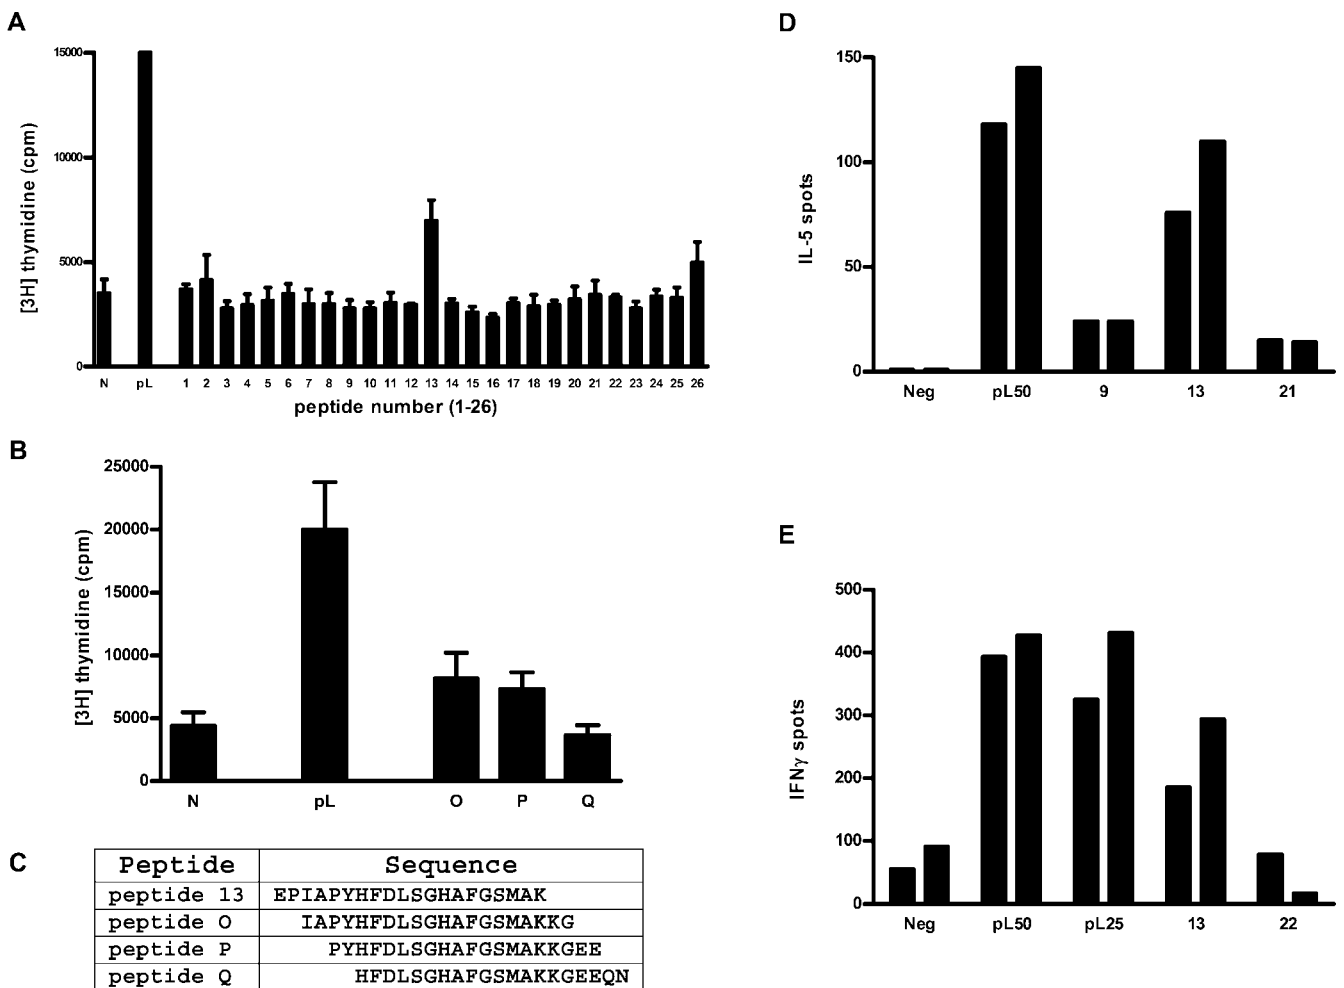 A
15000
10000
5000
0
[3H] thymidine (cpm)
N pL 1 2 3 4 5 6 7 8 9 10 11 12 13 14 15 16 17 18 19 20 21 22 23 24 25 26
peptide number (1-26)
B
25000
20000
15000
10000
5000
0
[3H] thymidine (cpm)
N pL O P Q
C
Peptide Sequence
peptide 13 EPIAPYHFDLSGHAFGSMAK
peptide O IAPYHFDLSGHAFGSMAKKG
peptide P PYHFDLSGHAFGSMAKKGEE
peptide Q HFDLSGHAFGSMAKKGEEQN
D
150
100
50
0
IL-5 spots
Neg pL50 9 13 21
E
500
400
300
200
100
0
IFNγ spots
Neg pL50 pL25 13 22